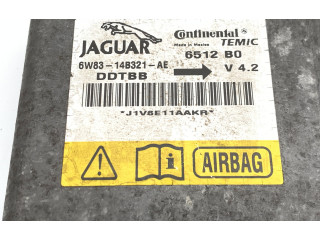 JAGUAR
Continental
Made in Mexico TEMIC
6W83-14B321-AE
6512 B0
DDTBB
V 4.2
"J1V6E11AAKR"
AIRBAG